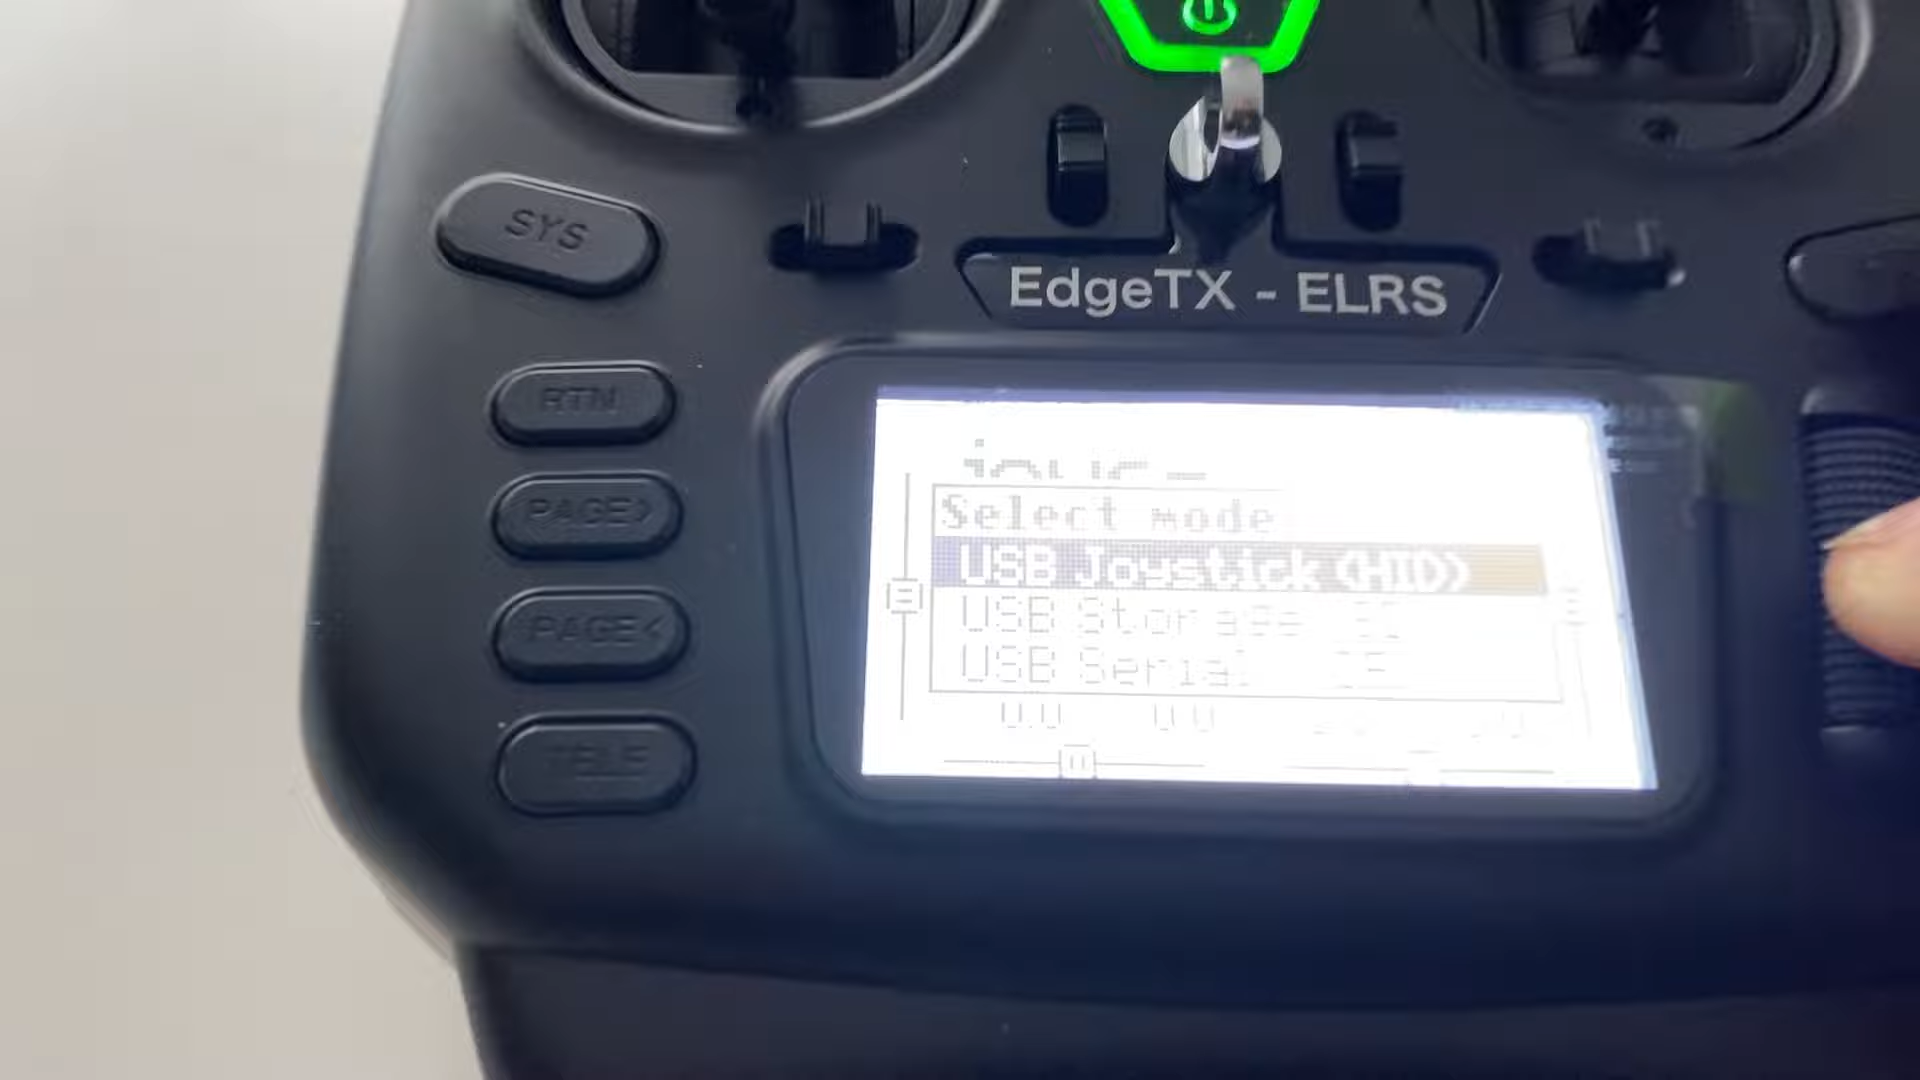 SYS
EdgeTX - ELRS
RTN
PAGE>
PAGE<
TELE
Select mode
USB Joystick (HID)
USB Storage
USB Serial